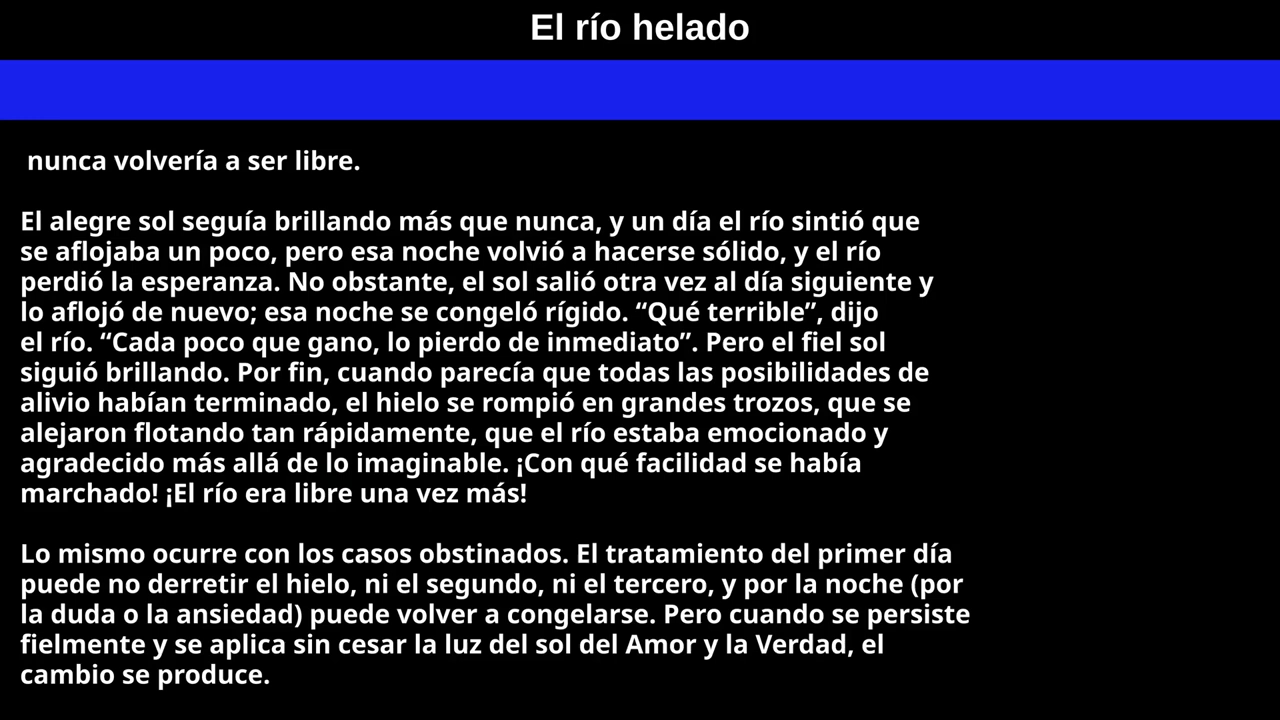 El río helado
nunca volvería a ser libre.
El alegre sol seguía brillando más que nunca, y un día el río sintió que
se aflojaba un poco, pero esa noche volvió a hacerse sólido, y el río
perdió la esperanza. No obstante, el sol salió otra vez al día siguiente y
lo aflojó de nuevo; esa noche se congeló rígido. “Qué terrible”, dijo
el río. “Cada poco que gano, lo pierdo de inmediato”. Pero el fiel sol
siguió brillando. Por fin, cuando parecía que todas las posibilidades de
alivio habían terminado, el hielo se rompió en grandes trozos, que se
alejaron flotando tan rápidamente, que el río estaba emocionado y
agradecido más allá de lo imaginable. ¡Con qué facilidad se había
marchado! ¡El río era libre una vez más!
Lo mismo ocurre con los casos obstinados. El tratamiento del primer día
puede no derretir el hielo, ni el segundo, ni el tercero, y por la noche (por
la duda o la ansiedad) puede volver a congelarse. Pero cuando se persiste
fielmente y se aplica sin cesar la luz del sol del Amor y la Verdad, el
cambio se produce.